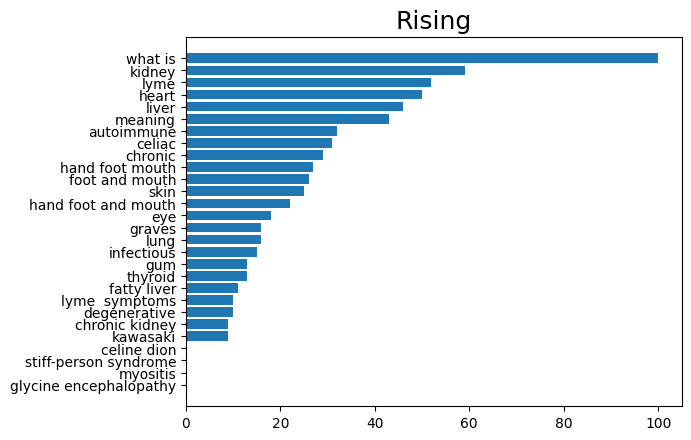 Rising
what is
kidney
lyme
heart
liver
meaning
autoimmune
celiac
chronic
hand foot mouth
foot and mouth
skin
hand foot and mouth
eye
graves
lung
infectious
gum
thyroid
fatty liver
lyme  symptoms
degenerative
chronic kidney
kawasaki
celine dion
stiff-person syndrome
myositis
glycine encephalopathy
0 20 40 60 80 100